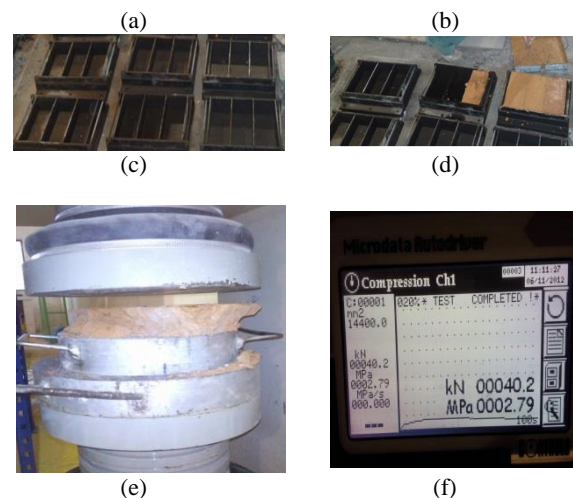 (a)
(b)
(c)
(d)
Microdata Autodriver
Compression Ch1
00003
11:11:27
06/11/2012
C:00001
mm2
14400.0
kN
00040.2
MPa
0002.79
MPa/s
000.000
020%* TEST COMPLETED !*
kN 00040.2
MPa 0002.79
100s
(e)
(f)